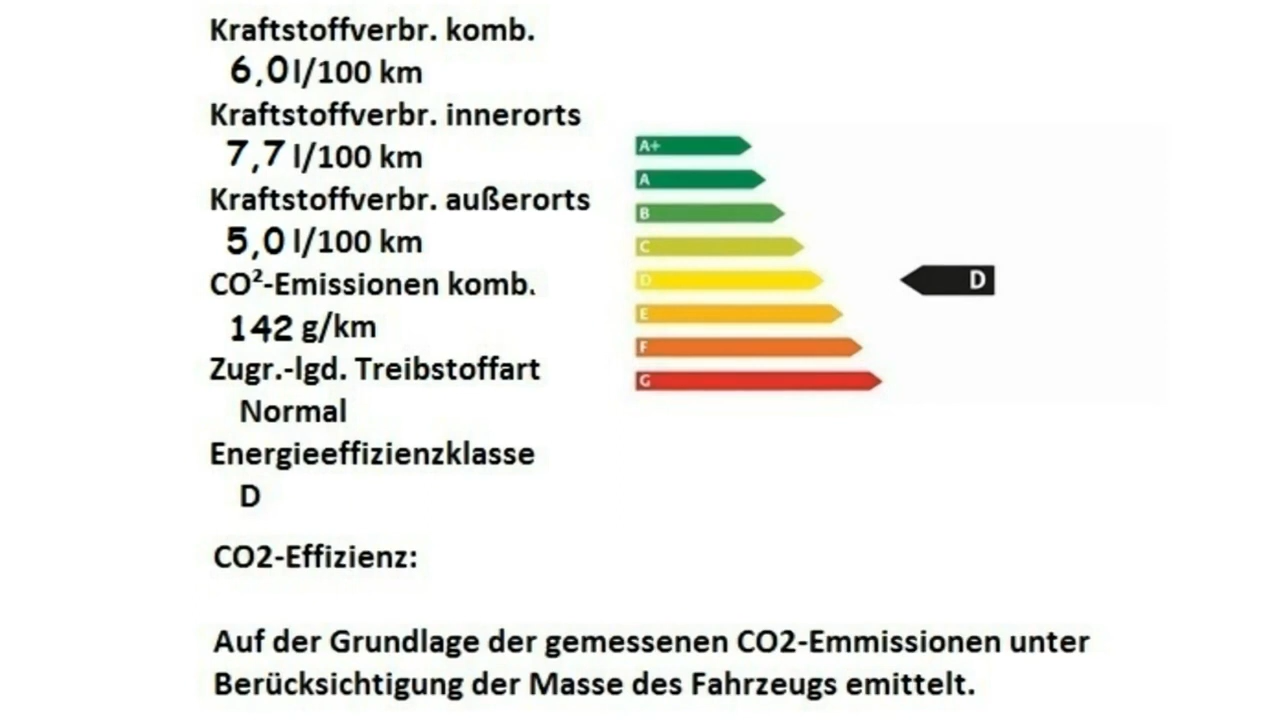 Kraftstoffverbr. komb.
6,0 l/100 km
Kraftstoffverbr. innerorts
7,7 l/100 km
Kraftstoffverbr. außerorts
5,0 l/100 km
CO²-Emissionen komb.
142 g/km
Zugr.-lgd. Treibstoffart
Normal
Energieeffizienzklasse
D
A+
A
B
C
D
D
E
F
G
CO2-Effizienz:
Auf der Grundlage der gemessenen CO2-Emmissionen unter
Berücksichtigung der Masse des Fahrzeugs emittelt.